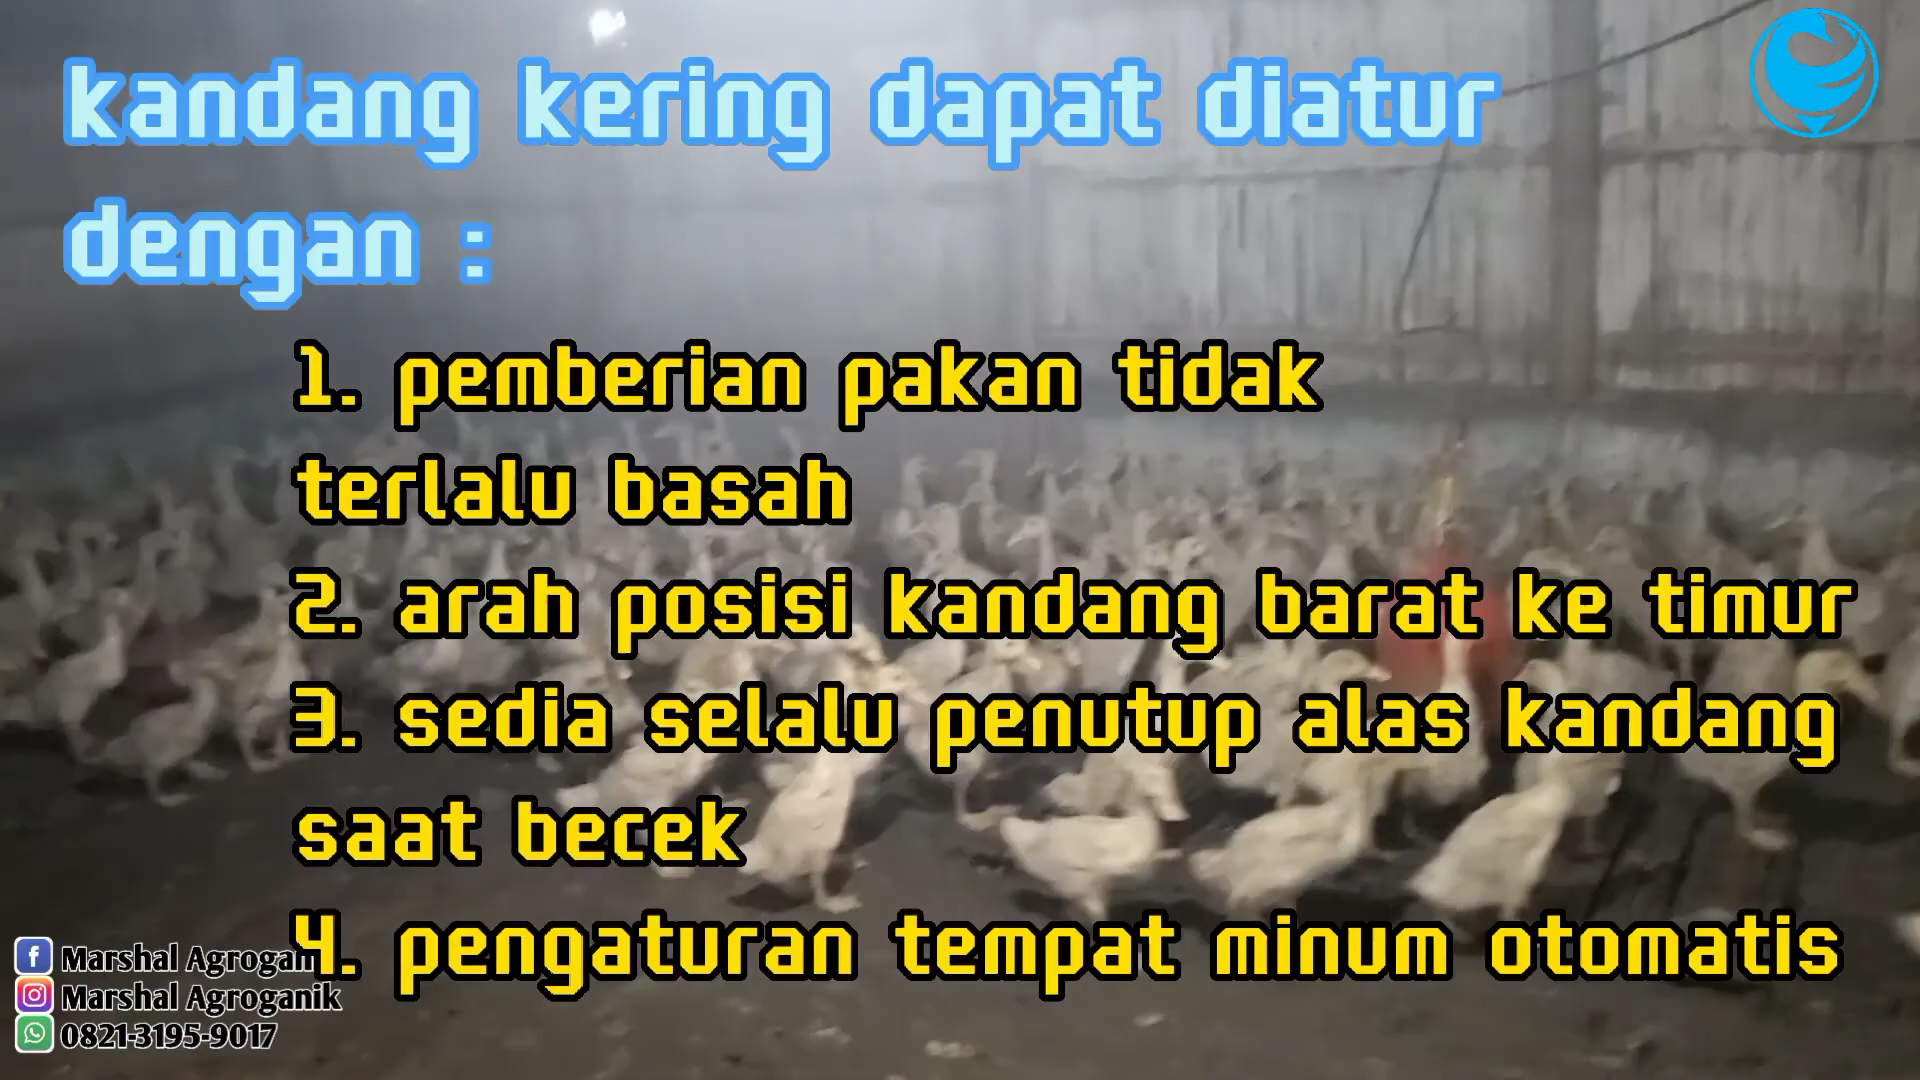 kandang kering dapat diatur
dengan :
1. pemberian pakan tidak
terlalu basah
2. arah posisi kandang barat ke timur
3. sedia selalu penutup alas kandang
saat becek
4. pengaturan tempat minum otomatis
Marshal Agrogan
Marshal Agroganik
0821-3195-9017